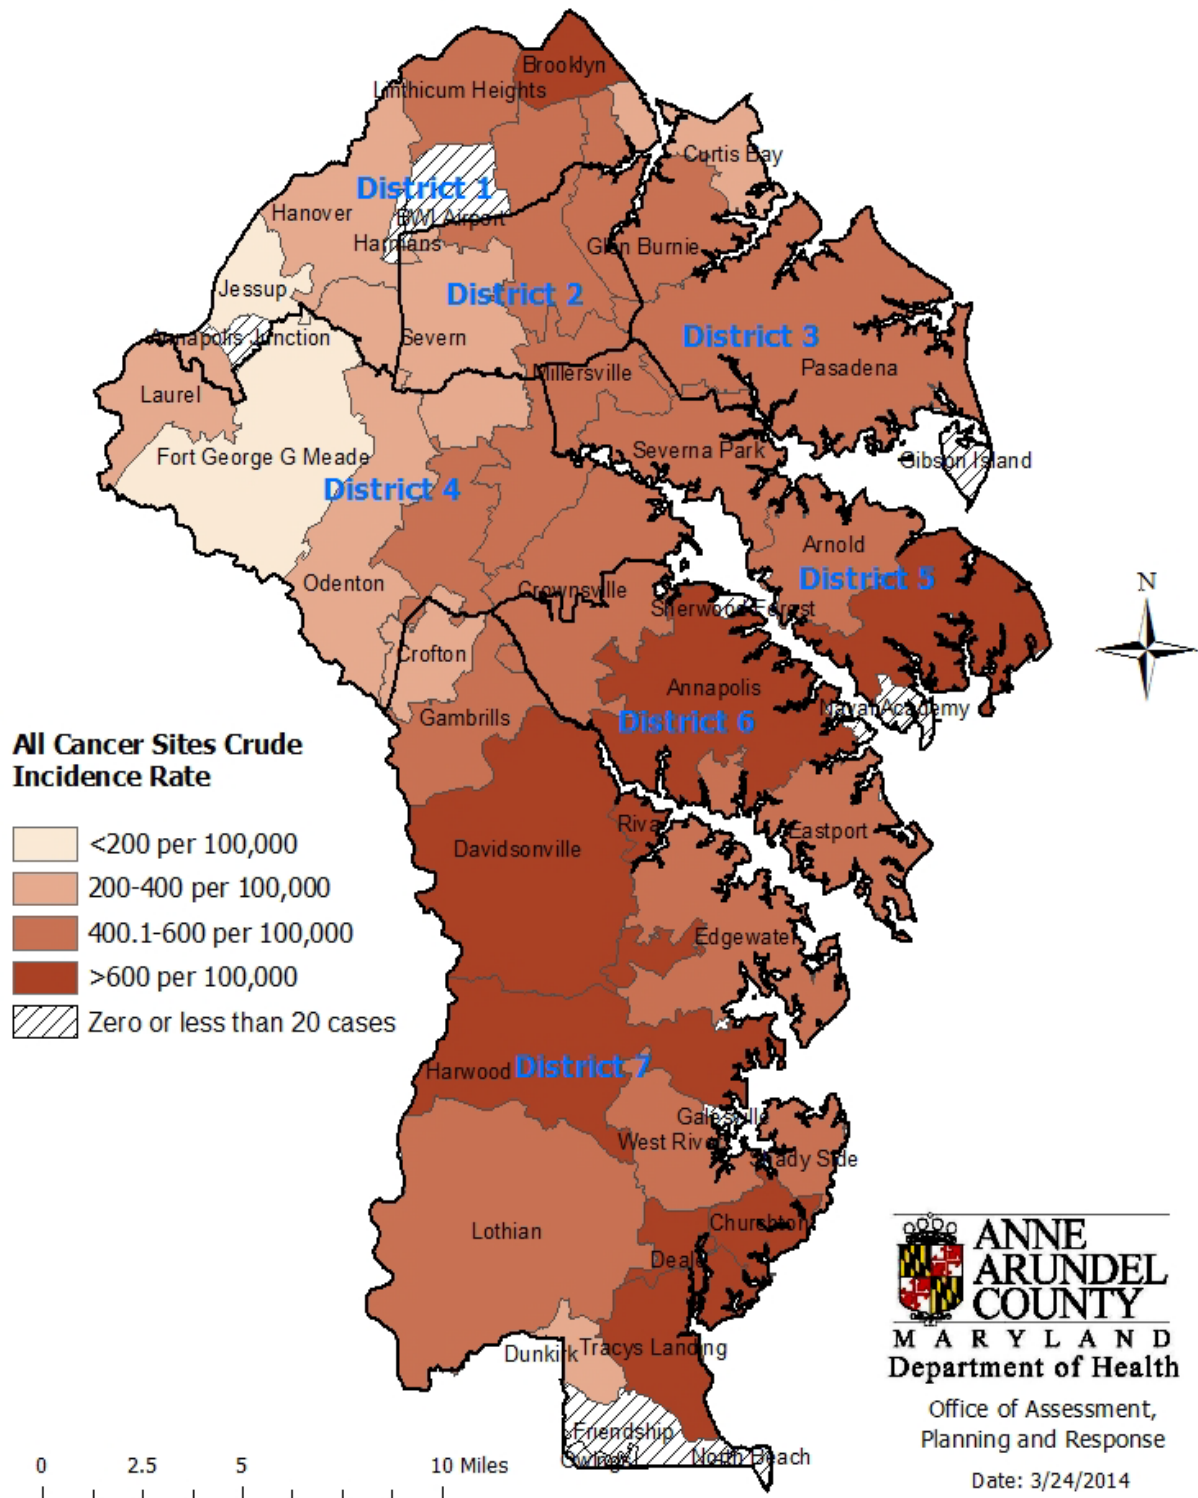 Brooklyn
Linthicum Heights
Curtis Bay
District 1
Hanover
BWI Airport
Harmans
Glen Burnie
Jessup
District 2
District 3
Annapolis Junction
Severn
Pasadena
Millersville
Laurel
Severna Park
Fort George G Meade
Gibson Island
District 4
Arnold
District 5
Odenton
Crownsville
Sherwood Forest
N
Crofton
Annapolis
Naval Academy
Gambrills
District 6
All Cancer Sites Crude
Incidence Rate
<200 per 100,000
200-400 per 100,000
400.1-600 per 100,000
>600 per 100,000
Zero or less than 20 cases
Riva
Eastport
Davidsonville
Edgewater
Harwood
District 7
Galesville
West River
Shady Side
Churchton
Lothian
Deale
Dunkirk
Tracys Landing
Friendship
Owings
North Beach
ANNE
ARUNDEL
COUNTY
MARYLAND
Department of Health
Office of Assessment,
Planning and Response
Date: 3/24/2014
0 2.5 5 10 Miles